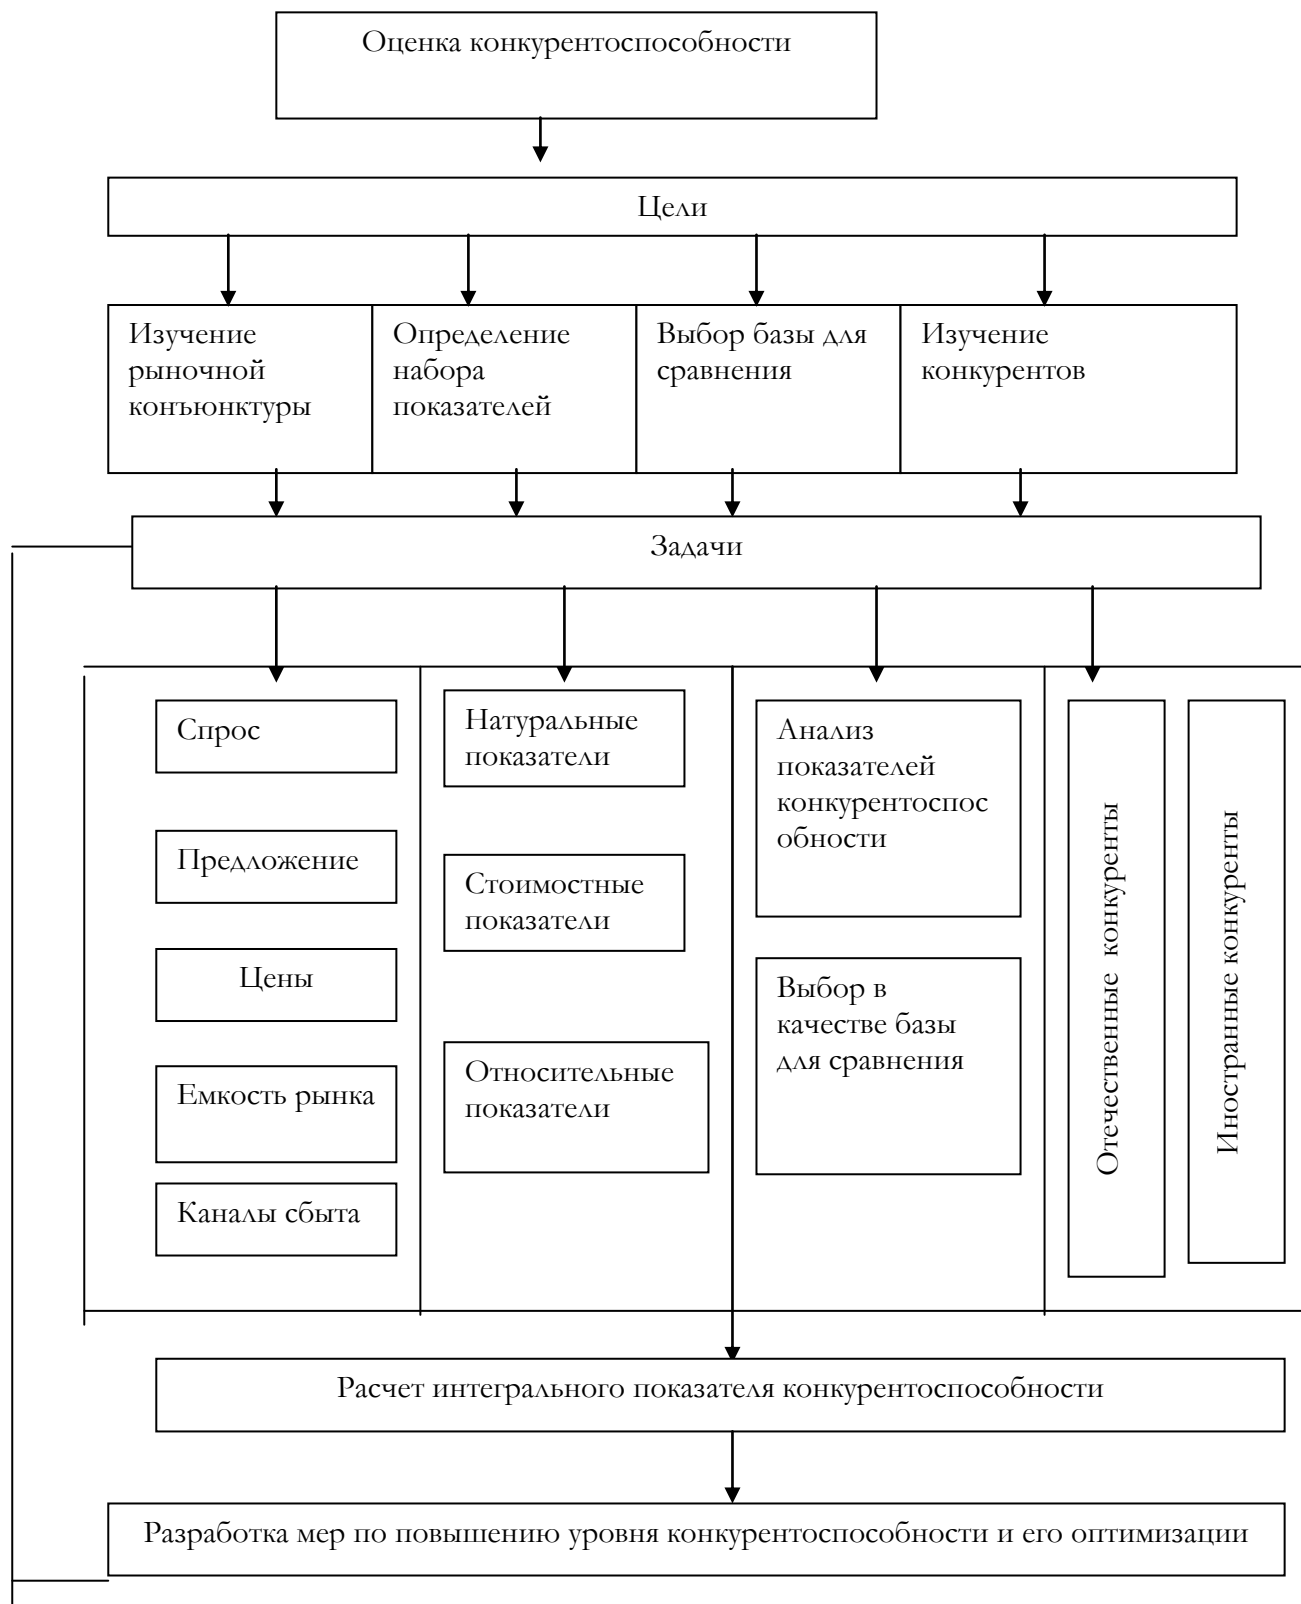 Оценка конкурентоспособности
Цели
Изучение
рыночной
конъюнктуры
Определение
набора
показателей
Выбор базы для
сравнения
Изучение
конкурентов
Задачи
Спрос
Предложение
Цены
Емкость рынка
Каналы сбыта
Натуральные
показатели
Стоимостные
показатели
Относительные
показатели
Анализ
показателей
конкурентоспос
обности
Выбор в
качестве базы
для сравнения
Отечественные конкуренты
Иностранные конкуренты
Расчет интегрального показателя конкурентоспособности
Разработка мер по повышению уровня конкурентоспособности и его оптимизации